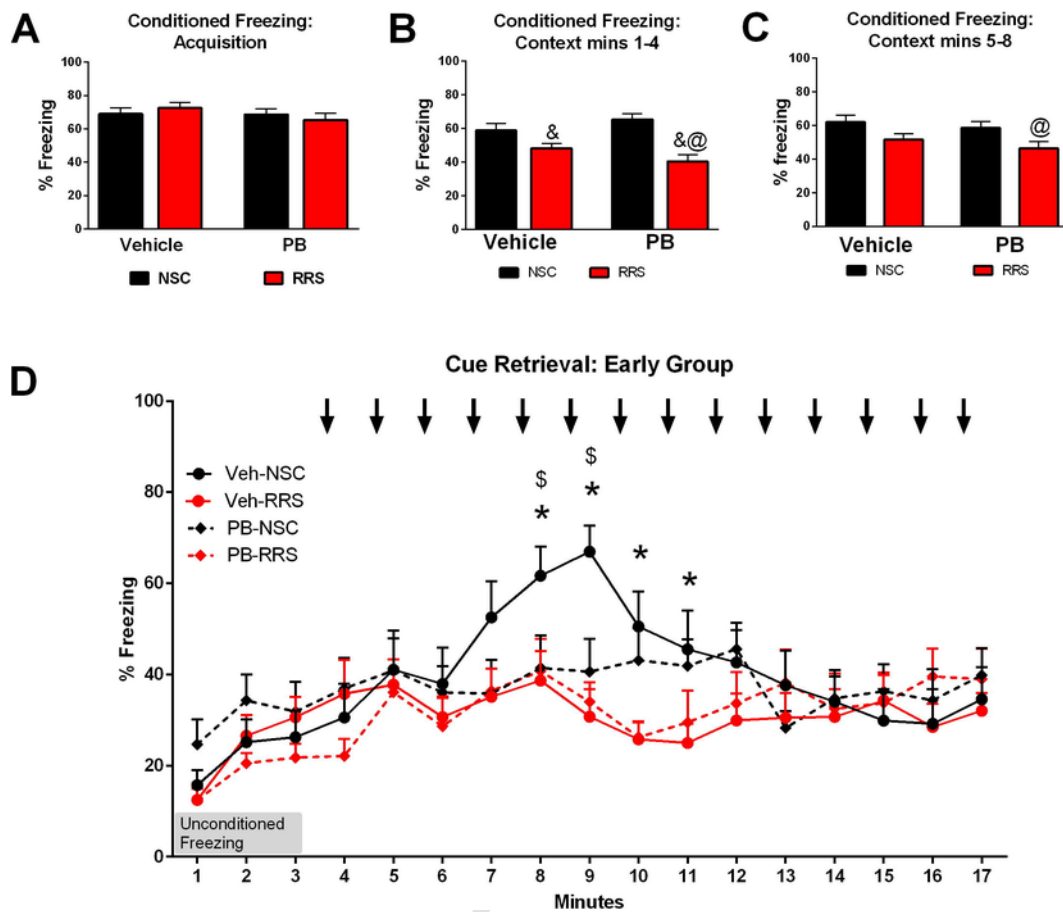 A
Conditioned Freezing:
Acquisition
% Freezing
100
80
60
40
20
0
Vehicle
PB
NSC
RRS
B
Conditioned Freezing:
Context mins 1-4
% Freezing
100
80
60
40
20
0
&
&@
Vehicle
PB
NSC
RRS
C
Conditioned Freezing:
Context mins 5-8
% freezing
100
80
60
40
20
0
@
Vehicle
PB
NSC
RRS
D
Cue Retrieval: Early Group
% Freezing
100
80
60
40
20
0
Veh-NSC
Veh-RRS
PB-NSC
PB-RRS
$ $
* * * *
Unconditioned
Freezing
1 2 3 4 5 6 7 8 9 10 11 12 13 14 15 16 17
Minutes